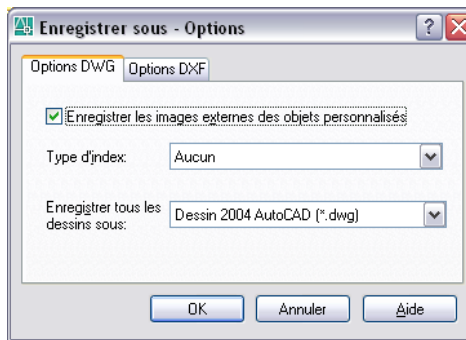 Enregistrer sous - Options
Options DWG Options DXF
Enregistrer les images externes des objets personnalisés
Type d'index: Aucun
Enregistrer tous les
dessins sous: Dessin 2004 AutoCAD (*.dwg)
OK Annuler Aide